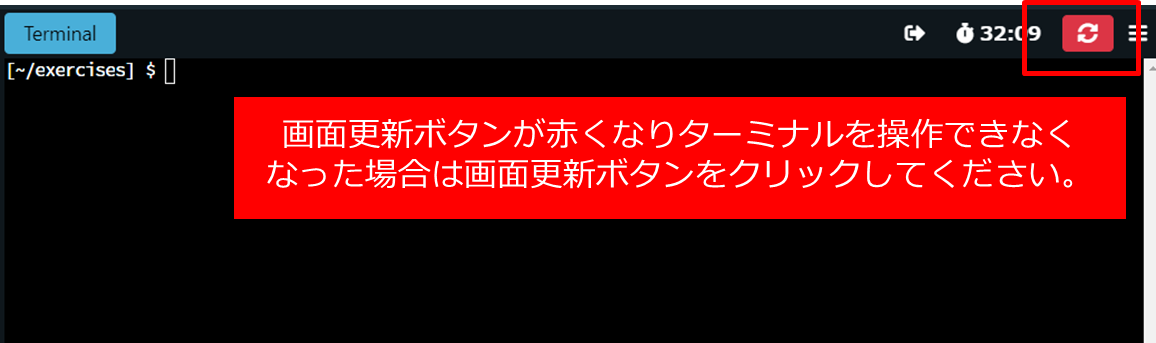 Terminal
32:09
[~/exercises] $
画面更新ボタンが赤くなりターミナルを操作できなく
なった場合は画面更新ボタンをクリックしてください。